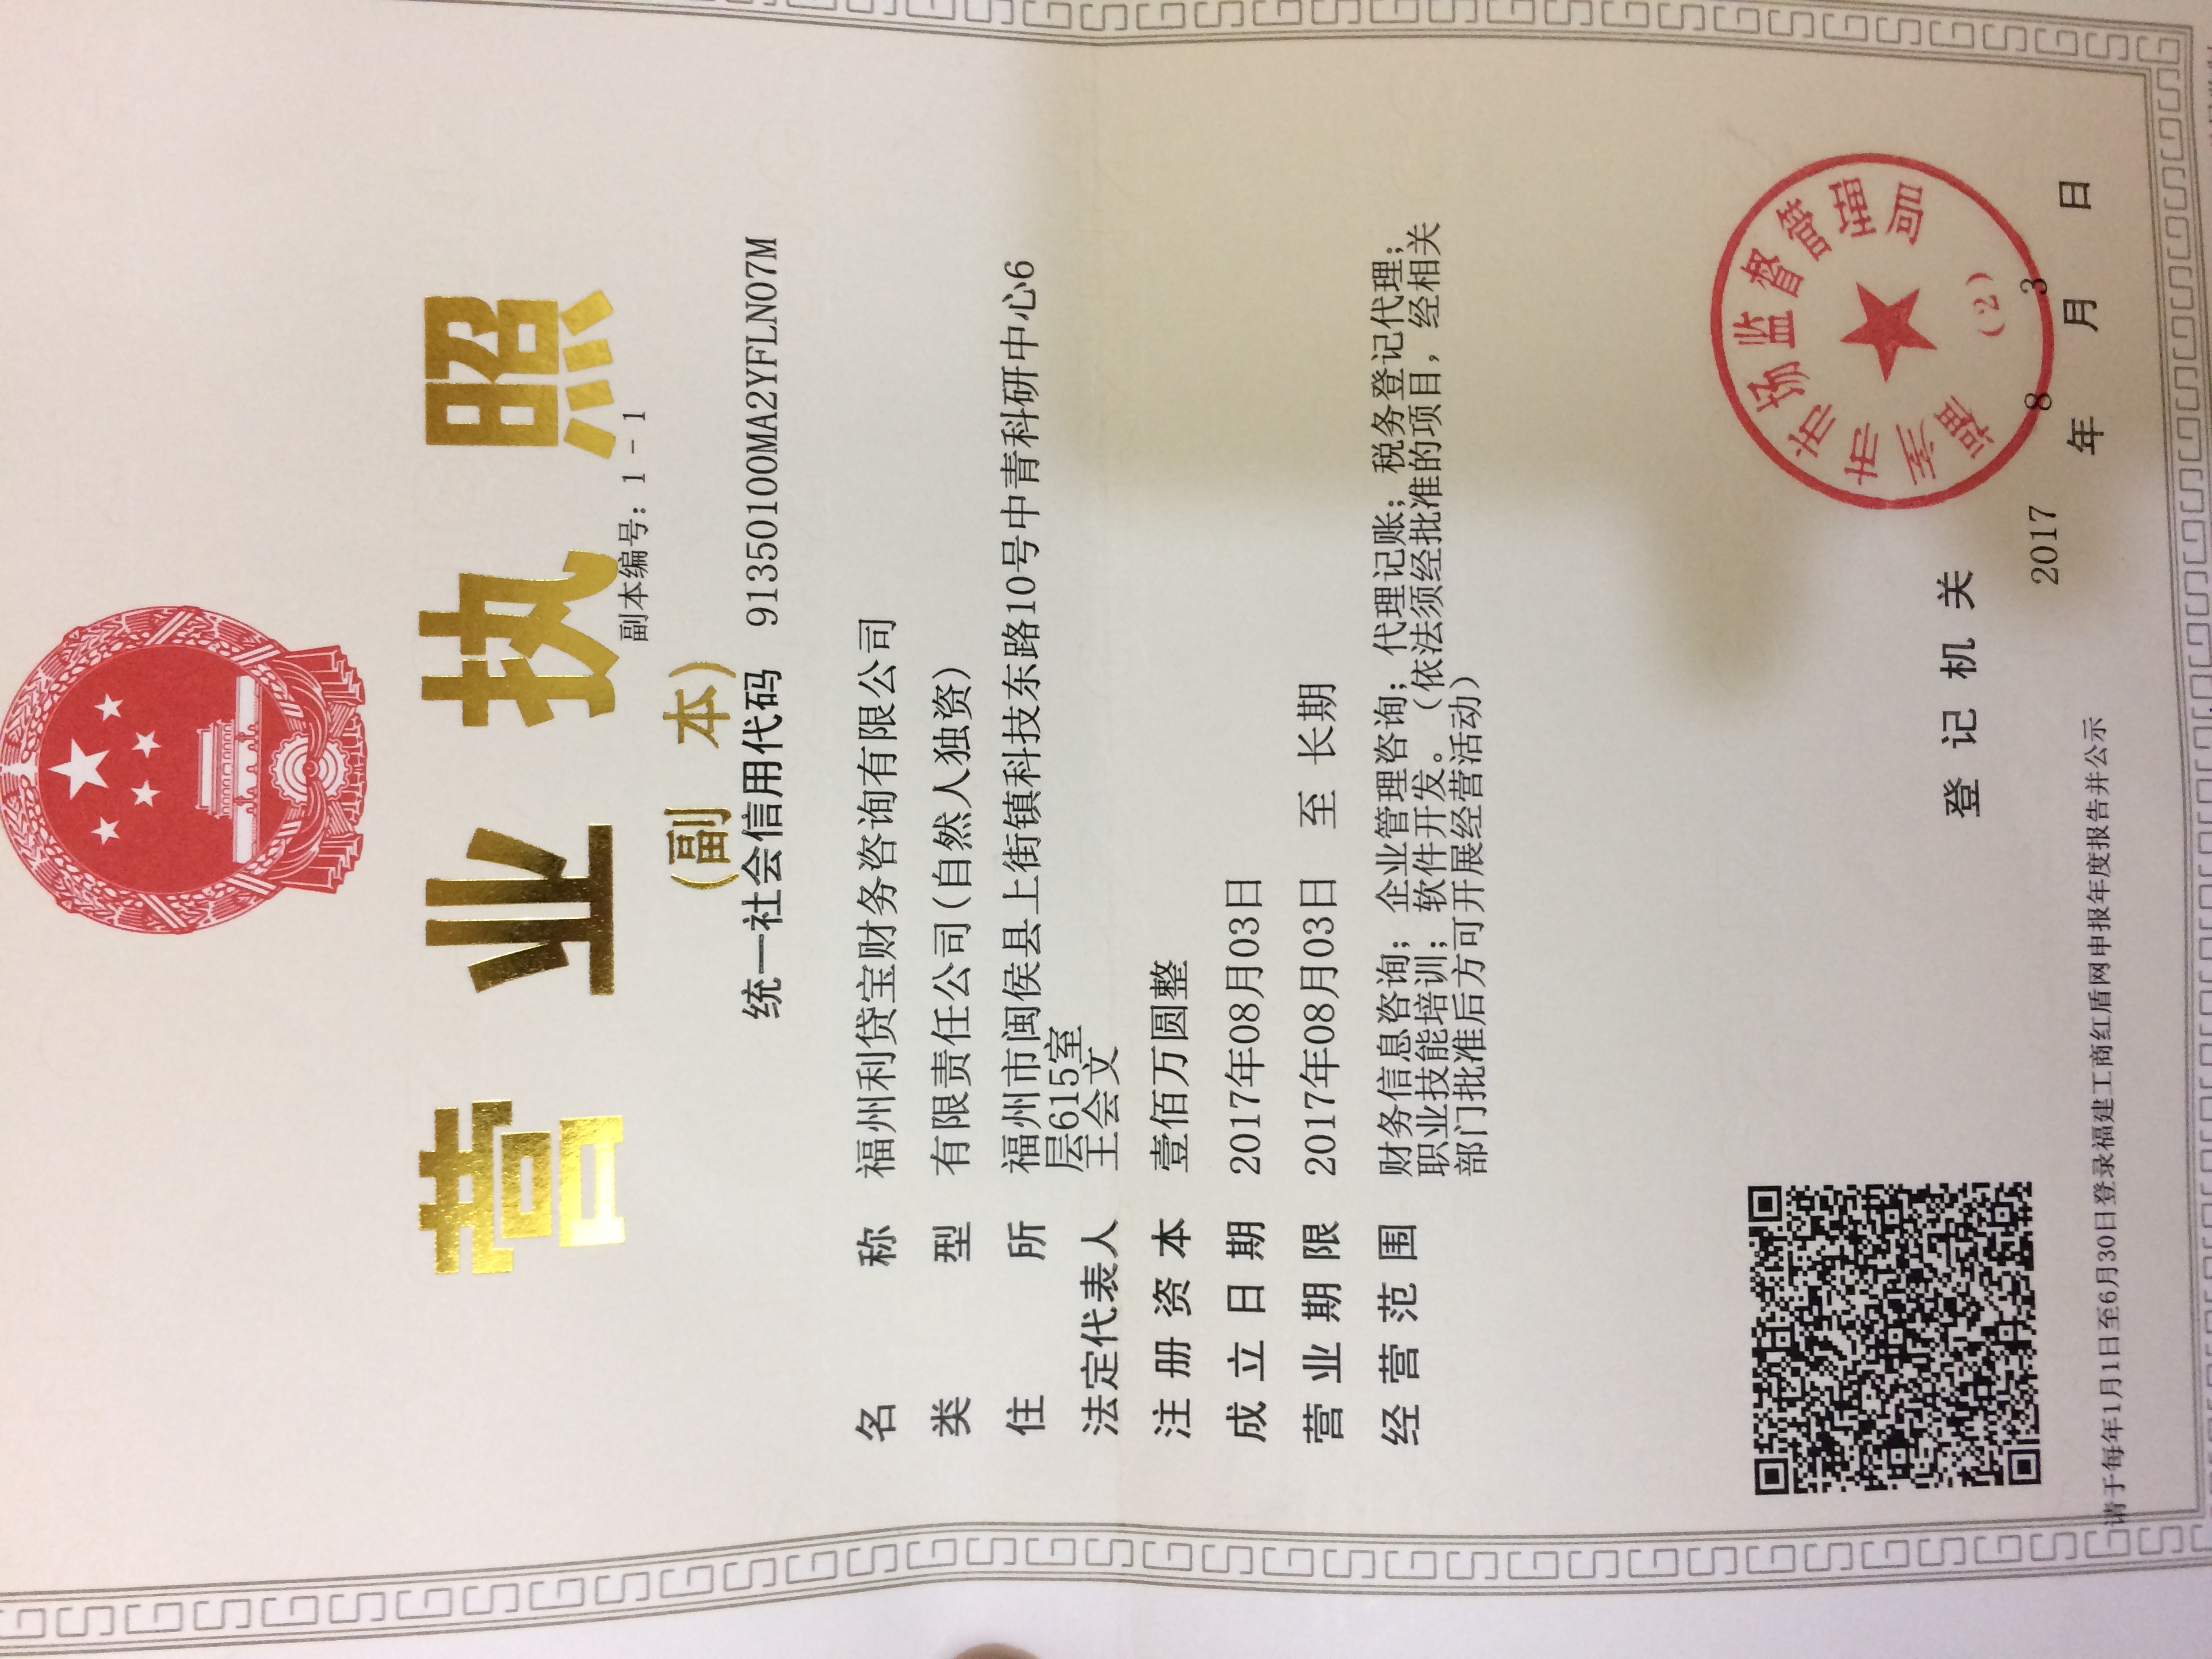 营业执照
副本编号：1－1
(副 本)
统一社会信用代码 91350100MA2YFLN07M
名称 福州利贷宝财务咨询有限公司
类型 有限责任公司(自然人独资)
住所 福州市闽侯县上街镇科技东路10号中青科研中心6
层615室
法定代表人 王会文
注册资本 壹佰万圆整
成立日期 2017年08月03日
营业期限 2017年08月03日 至 长期
经营范围 财务信息咨询；企业管理咨询；代理记账；税务登记代理；
职业技能培训；软件开发。（依法须经批准的项目，经相关
部门批准后方可开展经营活动）
福州市市场监督管理局
(2)
登记机关
2017 8 3
年 月 日
请于每年1月1日至6月30日登录福建工商红盾网申报年度报告并公示